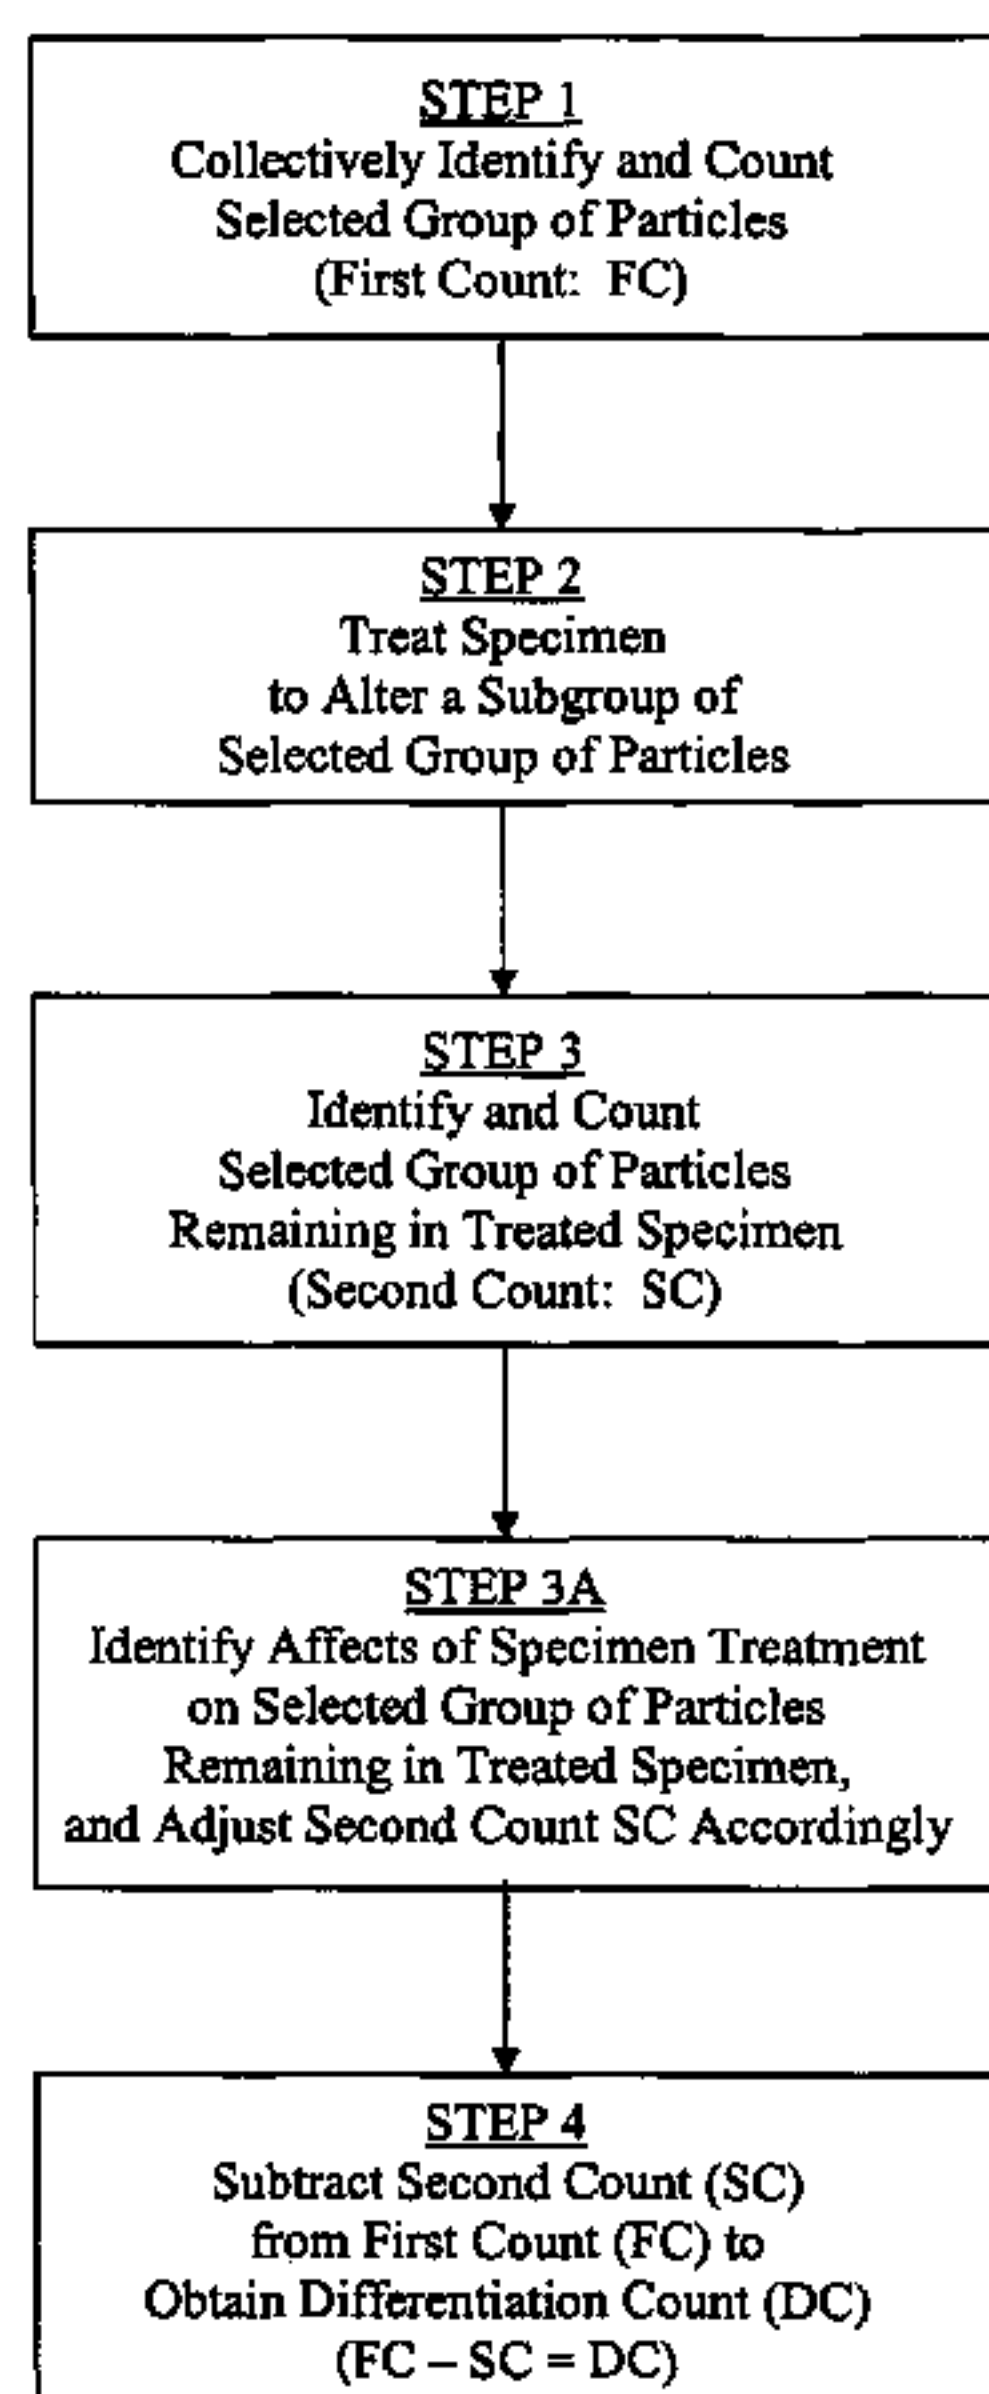 STEP 1
Collectively Identify and Count
Selected Group of Particles
(First Count: FC)
STEP 2
Treat Specimen
to Alter a Subgroup of
Selected Group of Particles
STEP 3
Identify and Count
Selected Group of Particles
Remaining in Treated Specimen
(Second Count: SC)
STEP 3A
Identify Affects of Specimen Treatment
on Selected Group of Particles
Remaining in Treated Specimen,
and Adjust Second Count SC Accordingly
STEP 4
Subtract Second Count (SC)
from First Count (FC) to
Obtain Differentiation Count (DC)
(FC – SC = DC)